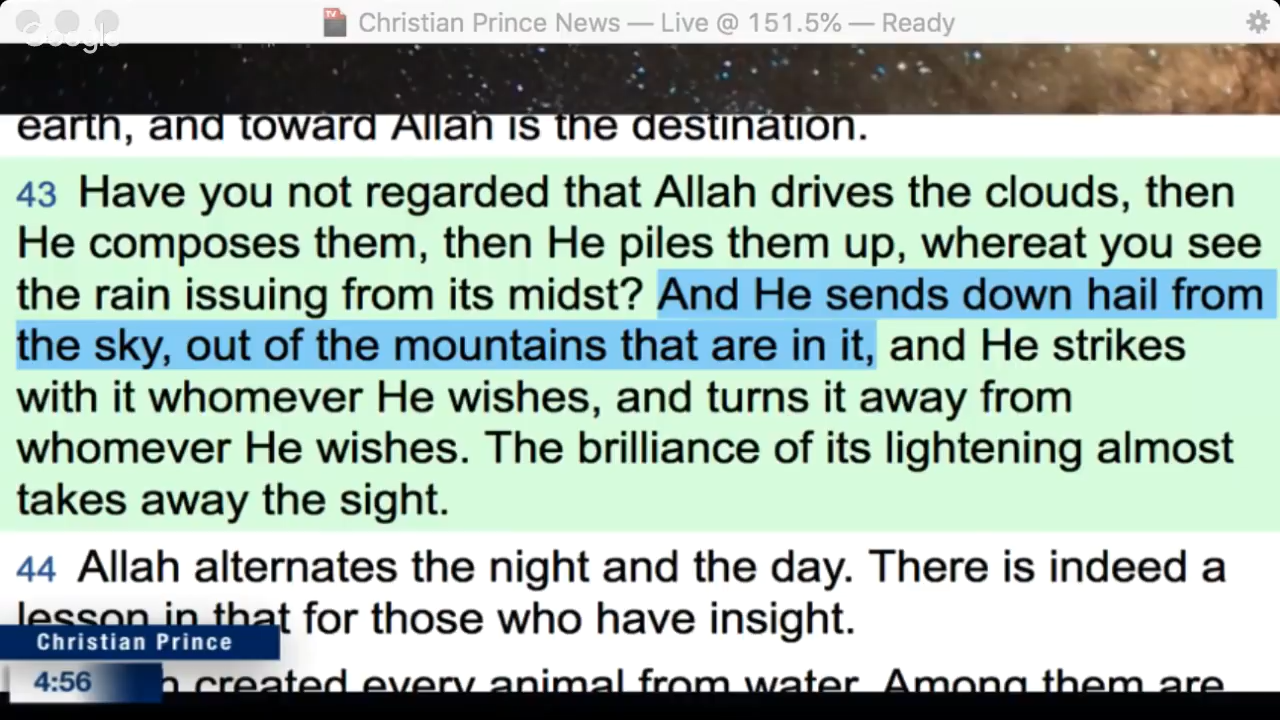 Christian Prince News — Live @ 151.5% — Ready
Google
earth, and toward Allah is the destination.
43 Have you not regarded that Allah drives the clouds, then
He composes them, then He piles them up, whereat you see
the rain issuing from its midst? And He sends down hail from
the sky, out of the mountains that are in it, and He strikes
with it whomever He wishes, and turns it away from
whomever He wishes. The brilliance of its lightening almost
takes away the sight.
44 Allah alternates the night and the day. There is indeed a
lesson in that for those who have insight.
Christian Prince
4:56
created every animal from water. Among them are